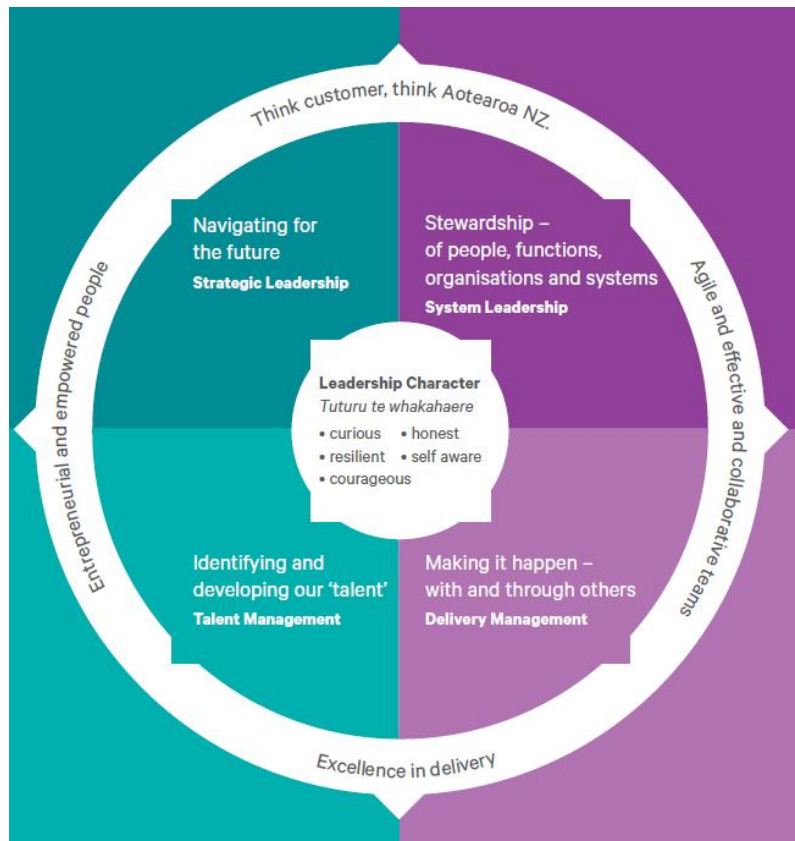 Think customer, think Aotearoa NZ.
Navigating for
the future
Strategic Leadership
Stewardship –
of people, functions,
organisations and systems
System Leadership
Entrepreneurial and empowered people
Agile and effective and collaborative teams
Leadership Character
Tuturu te whakahaere
• curious • honest
• resilient • self aware
• courageous
Identifying and
developing our ‘talent’
Talent Management
Making it happen –
with and through others
Delivery Management
Excellence in delivery